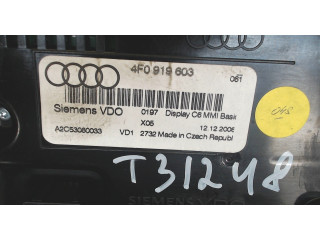 4F0 919 603
061
Siemens VDO
0197 Display C6 MMI Basic
X05
12.12.2006
A2C53080033
VD1 2732 Made in Czech Republ
T31248